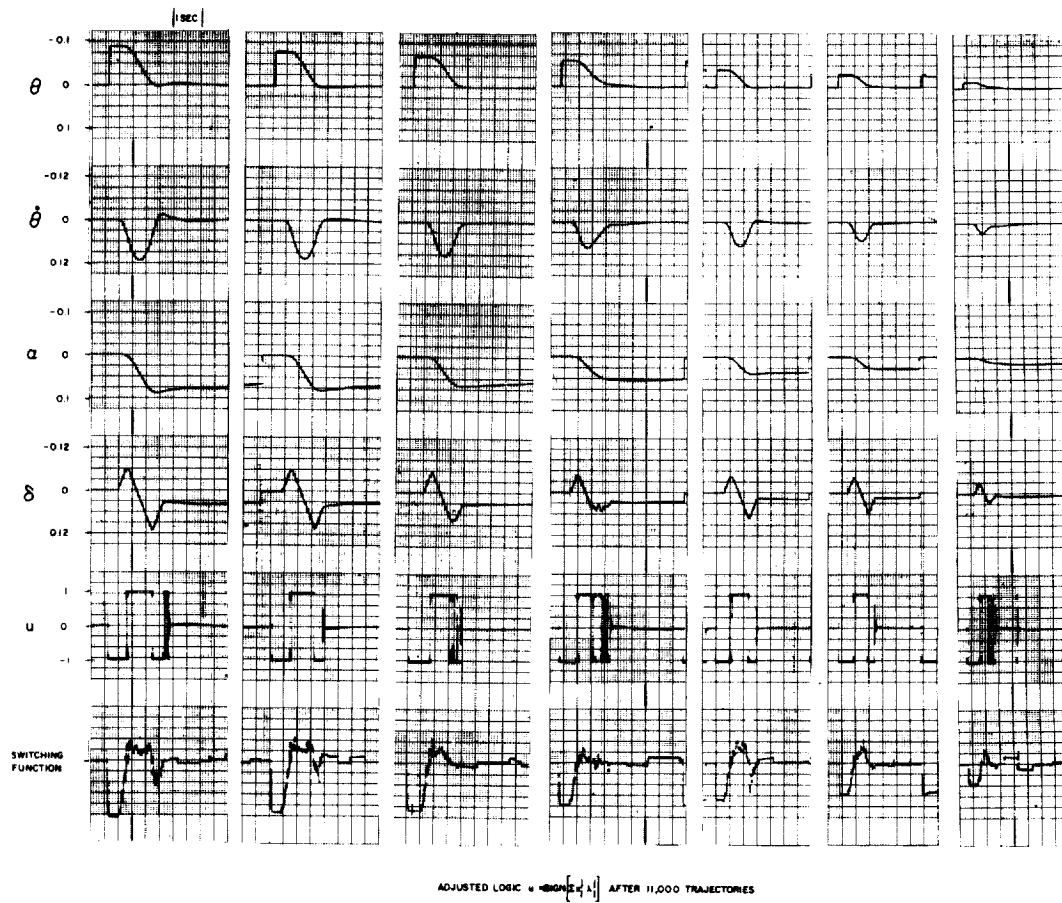 1 SEC
-0.1
θ 0
0.1
-0.12
θ̇ 0
0.12
-0.1
α 0
0.1
-0.12
δ 0
0.12
1
u 0
-1
SWITCHING
FUNCTION
ADJUSTED LOGIC u = SIGN AFTER 11,000 TRAJECTORIES